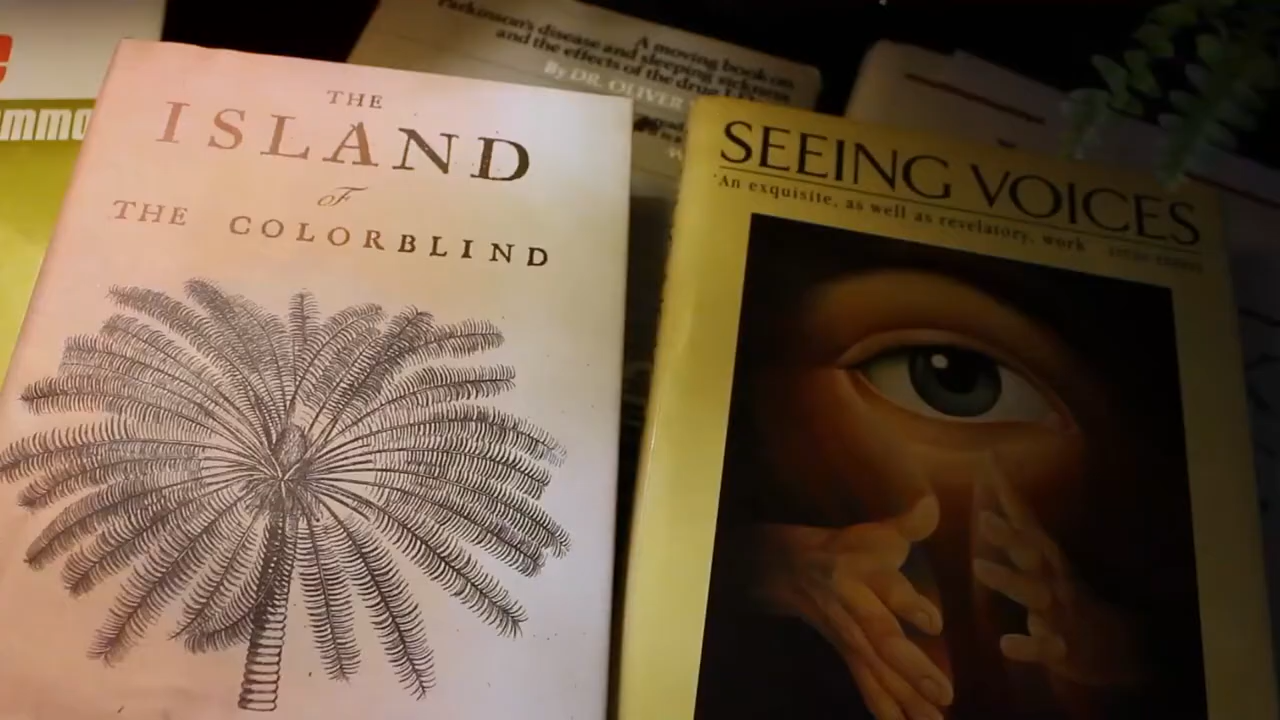 THE
ISLAND
OF
THE COLORBLIND
A moving book on
Parkinson's disease and sleeping sickness
and the effects of the drug
By DR. OLIVER
SEEING VOICES
'An exquisite, as well as revelatory, work
mmo